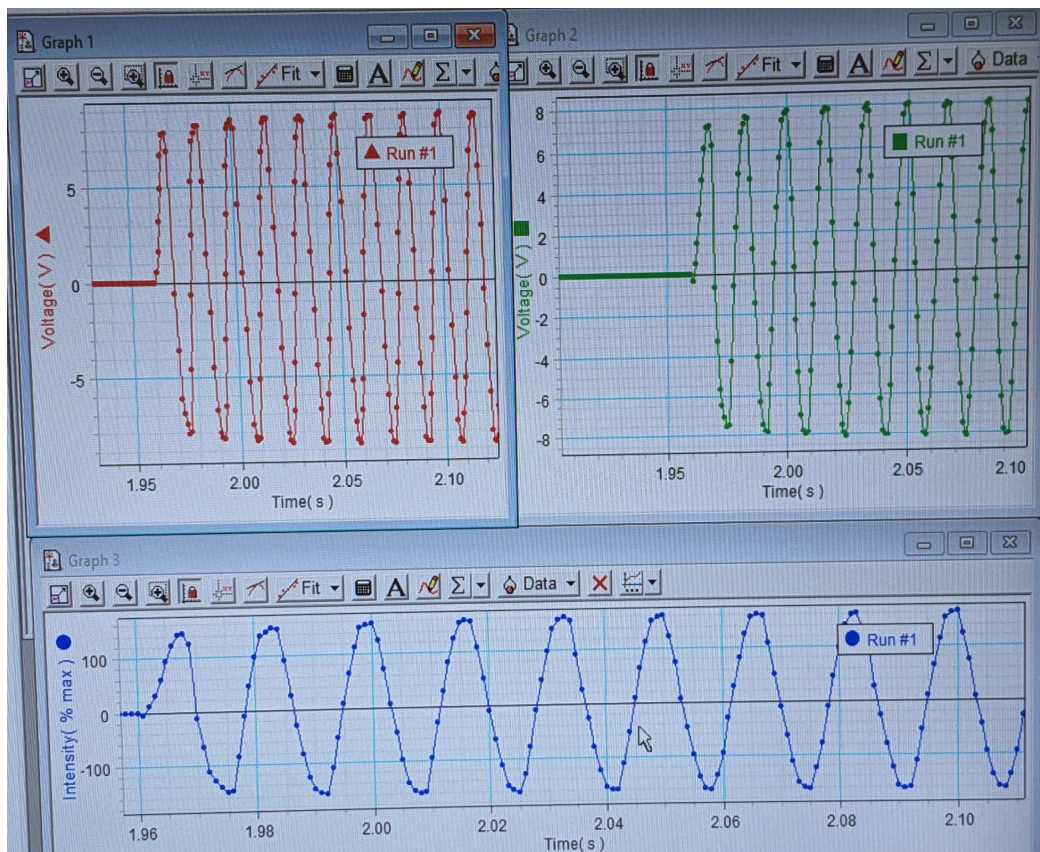 Graph 1
Fit
A
Σ
Run #1
5
0
-5
Voltage( V )
1.95
2.00
2.05
2.10
Time( s )
Graph 2
Fit
A
Σ
Data
Run #1
8
6
4
2
0
-2
-4
-6
-8
Voltage( V )
1.95
2.00
2.05
2.10
Time( s )
Graph 3
Fit
A
Σ
Data
Run #1
100
0
-100
Intensity( % max )
1.96
1.98
2.00
2.02
2.04
2.06
2.08
2.10
Time( s )